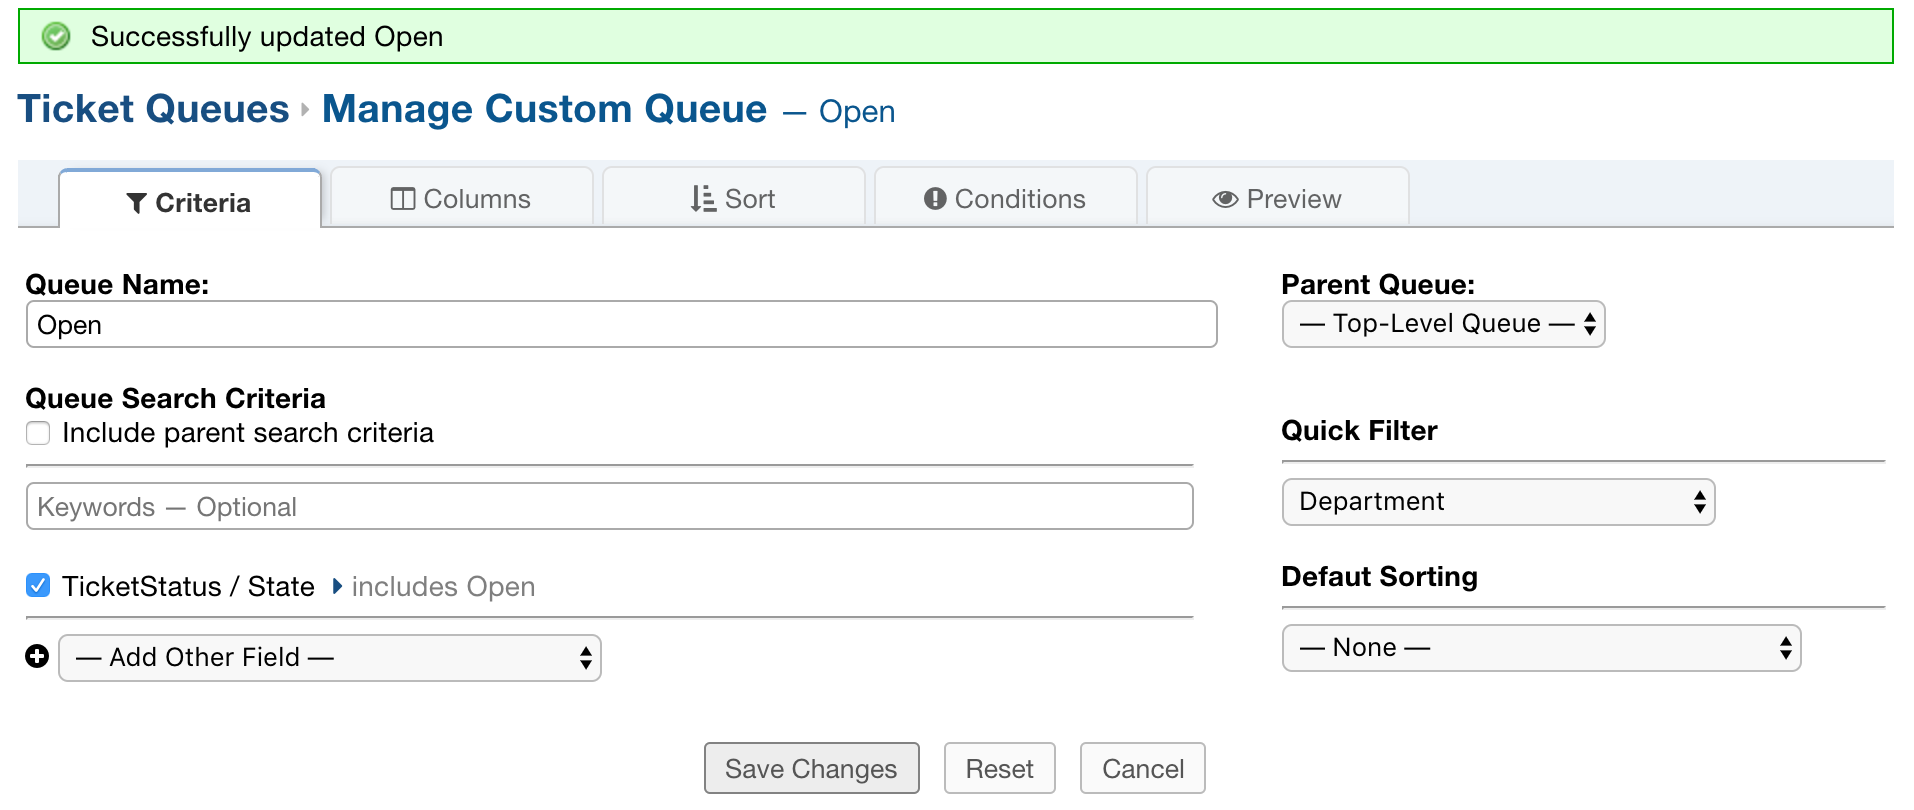 Successfully updated Open
Ticket Queues Manage Custom Queue — Open
Criteria Columns Sort Conditions Preview
Queue Name:
Open
Parent Queue:
— Top-Level Queue —
Queue Search Criteria
Include parent search criteria
Keywords — Optional
Quick Filter
Department
TicketStatus / State includes Open
— Add Other Field —
Defaut Sorting
— None —
Save Changes Reset Cancel